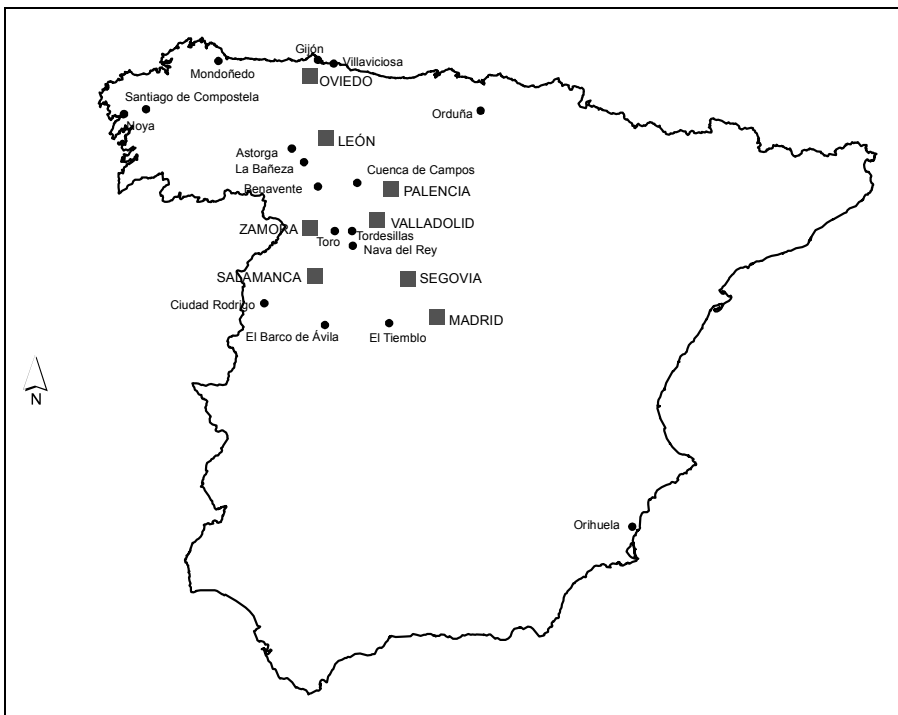 Gijón
Villaviciosa
Mondoñedo
OVIEDO
Santiago de Compostela
Orduña
Noya
LEÓN
Astorga
La Bañeza
Cuenca de Campos
Benavente
PALENCIA
VALLADOLID
ZAMORA
Toro
Tordesillas
Nava del Rey
SALAMANCA
SEGOVIA
Ciudad Rodrigo
MADRID
El Barco de Ávila
El Tiemblo
N
Orihuela